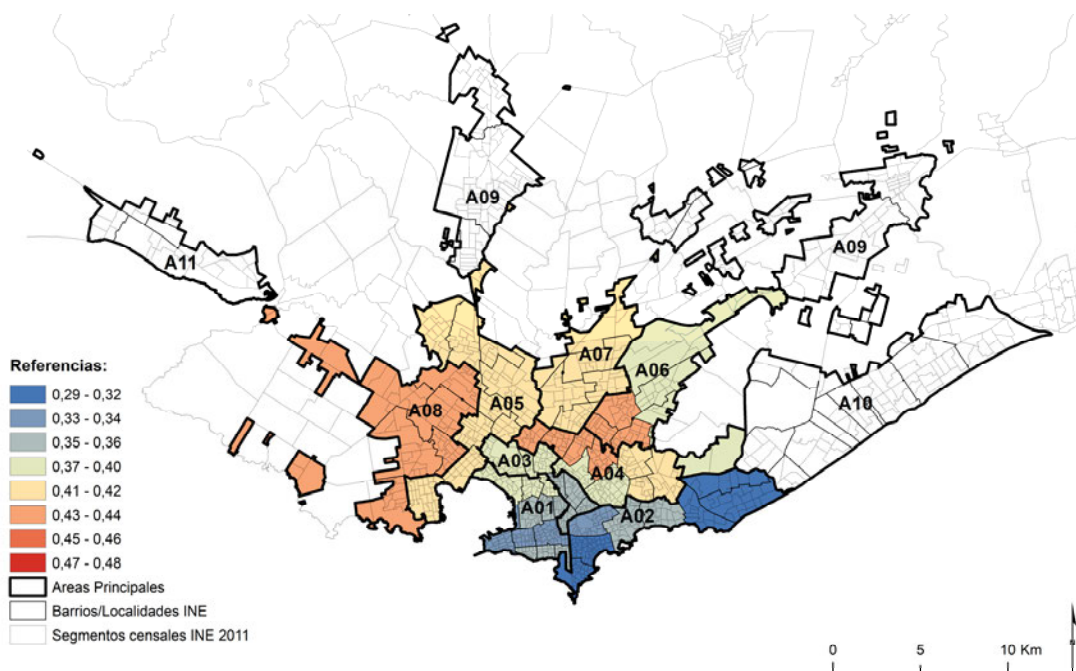 A09
A11
A09
A07
A06
A08
A05
A10
A03
A04
A01
A02
Referencias:
0,29 - 0,32
0,33 - 0,34
0,35 - 0,36
0,37 - 0,40
0,41 - 0,42
0,43 - 0,44
0,45 - 0,46
0,47 - 0,48
Areas Principales
Barrios/Localidades INE
Segmentos censales INE 2011
0 5 10 Km